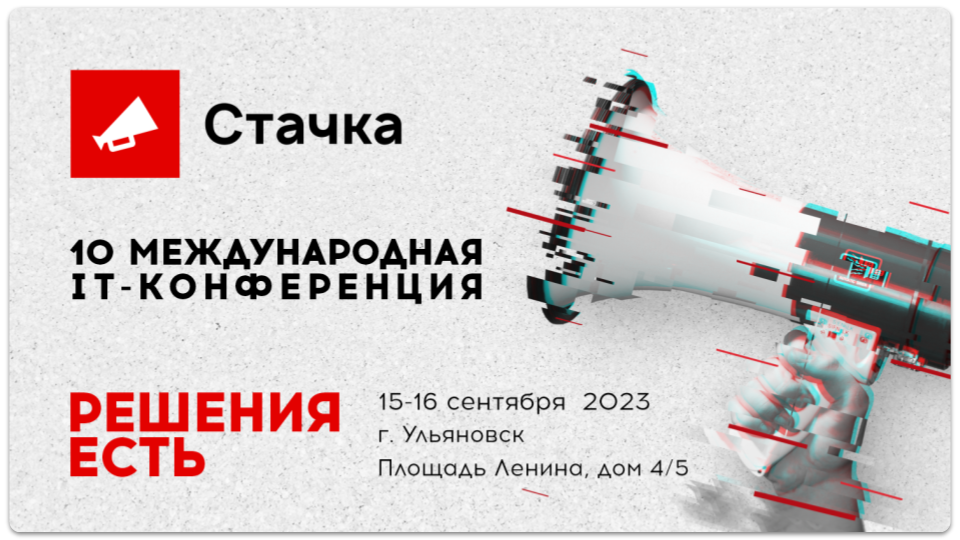 Стачка
10 МЕЖДУНАРОДНАЯ
IT-КОНФЕРЕНЦИЯ
РЕШЕНИЯ
ЕСТЬ
15-16 сентября 2023
г. Ульяновск
Площадь Ленина, дом 4/5